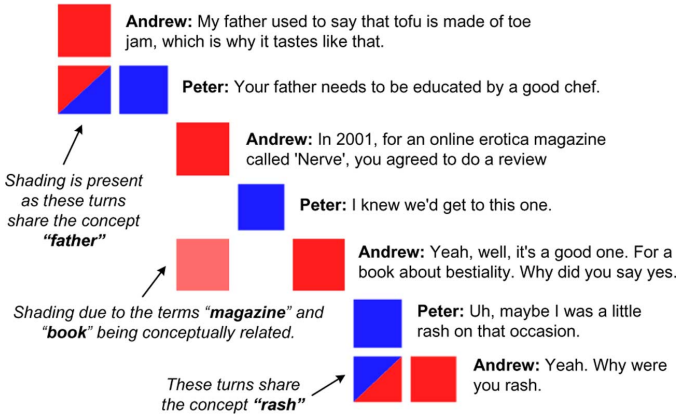 Andrew: My father used to say that tofu is made of toe
jam, which is why it tastes like that.
Peter: Your father needs to be educated by a good chef.
Andrew: In 2001, for an online erotica magazine
called 'Nerve', you agreed to do a review
Shading is present
as these turns
share the concept
“father”
Peter: I knew we'd get to this one.
Andrew: Yeah, well, it's a good one. For a
book about bestiality. Why did you say yes.
Shading due to the terms “magazine” and
“book” being conceptually related.
Peter: Uh, maybe I was a little
rash on that occasion.
Andrew: Yeah. Why were
you rash.
These turns share
the concept “rash”